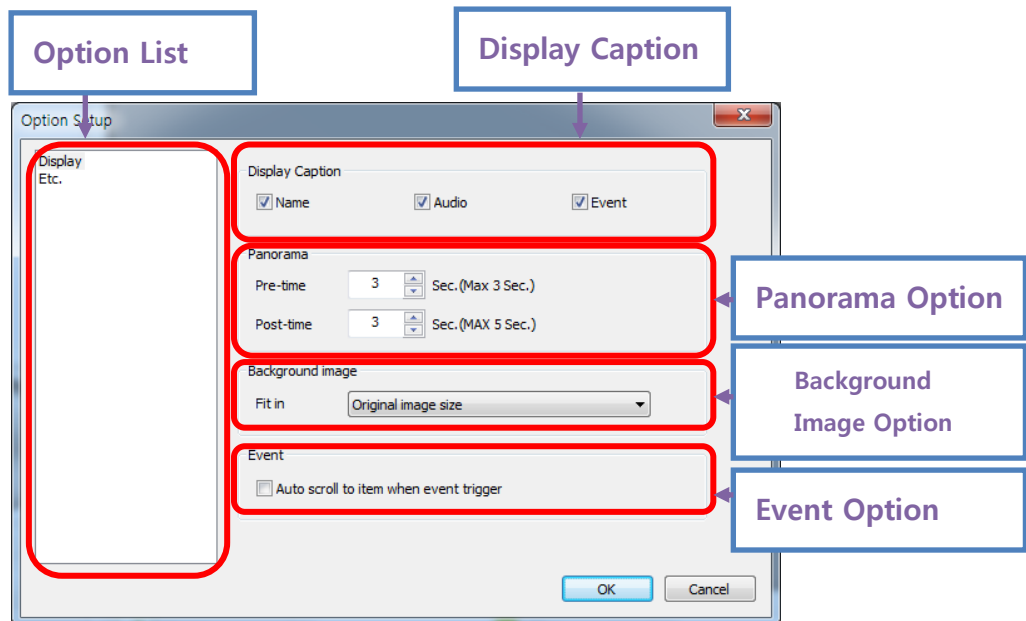 Option List
Display Caption
Option Setup
Display
Etc.
Display Caption
Name Audio Event
Panorama
Pre-time 3 Sec.(Max 3 Sec.)
Post-time 3 Sec.(MAX 5 Sec.)
Panorama Option
Background image
Fit in Original image size
Background
Image Option
Event
Auto scroll to item when event trigger
Event Option
OK Cancel